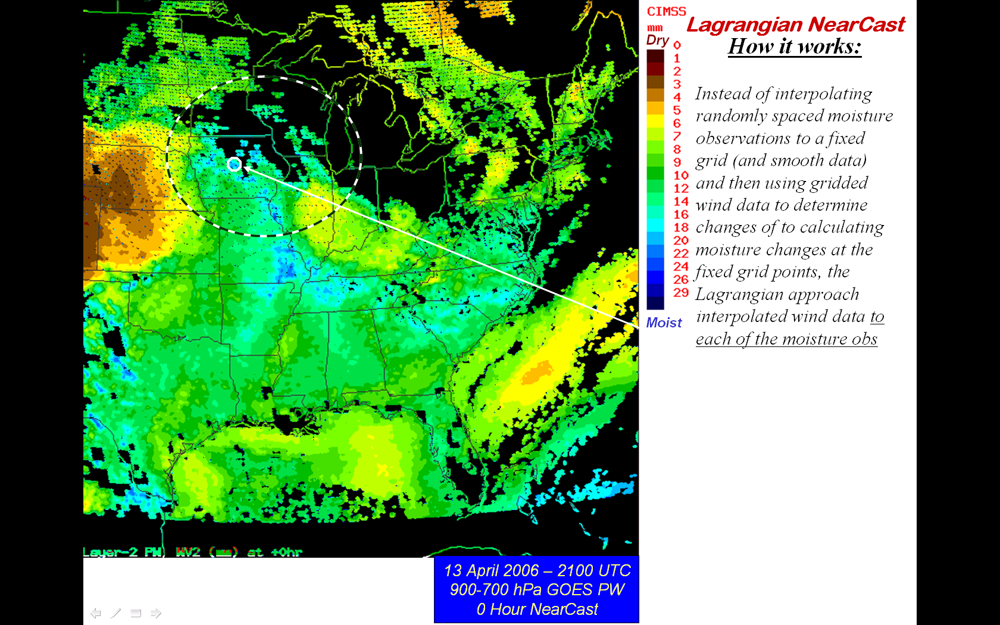 CIMSS
mm
Dry
0
1
2
3
4
5
6
7
8
9
10
12
14
16
18
20
22
24
26
29
Moist
Lagrangian NearCast
How it works:
Instead of interpolating
randomly spaced moisture
observations to a fixed
grid (and smooth data)
and then using gridded
wind data to determine
changes of to calculating
moisture changes at the
fixed grid points, the
Lagrangian approach
interpolated wind data to
each of the moisture obs
Layer-2 PW, WV2 (mm) at +0hr
13 April 2006 – 2100 UTC
900-700 hPa GOES PW
0 Hour NearCast